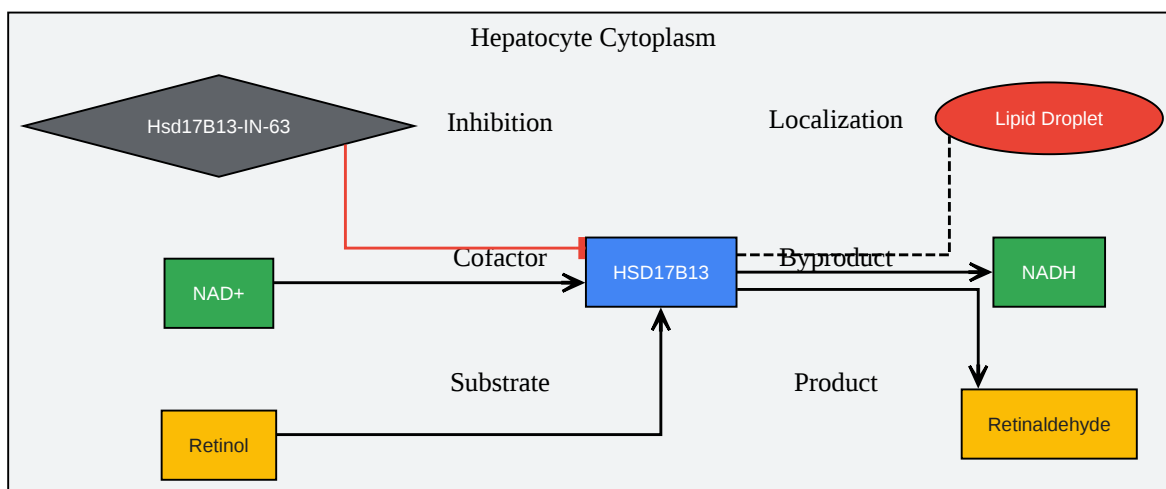 Hepatocyte Cytoplasm
Hsd17B13-IN-63
Inhibition
Localization
Lipid Droplet
Cofactor
Byproduct
NAD+
HSD17B13
NADH
Substrate
Product
Retinol
Retinaldehyde